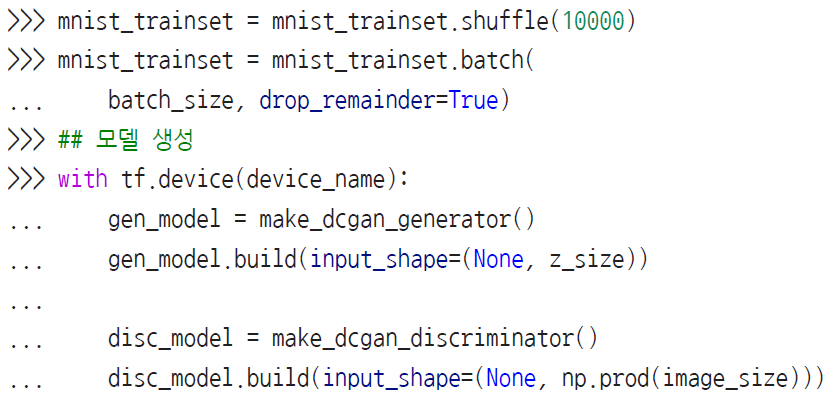 >>> mnist_trainset = mnist_trainset.shuffle(10000)
>>> mnist_trainset = mnist_trainset.batch(
...     batch_size, drop_remainder=True)
>>> ## 모델 생성
>>> with tf.device(device_name):
...     gen_model = make_dcgan_generator()
...     gen_model.build(input_shape=(None, z_size))
...
...     disc_model = make_dcgan_discriminator()
...     disc_model.build(input_shape=(None, np.prod(image_size)))